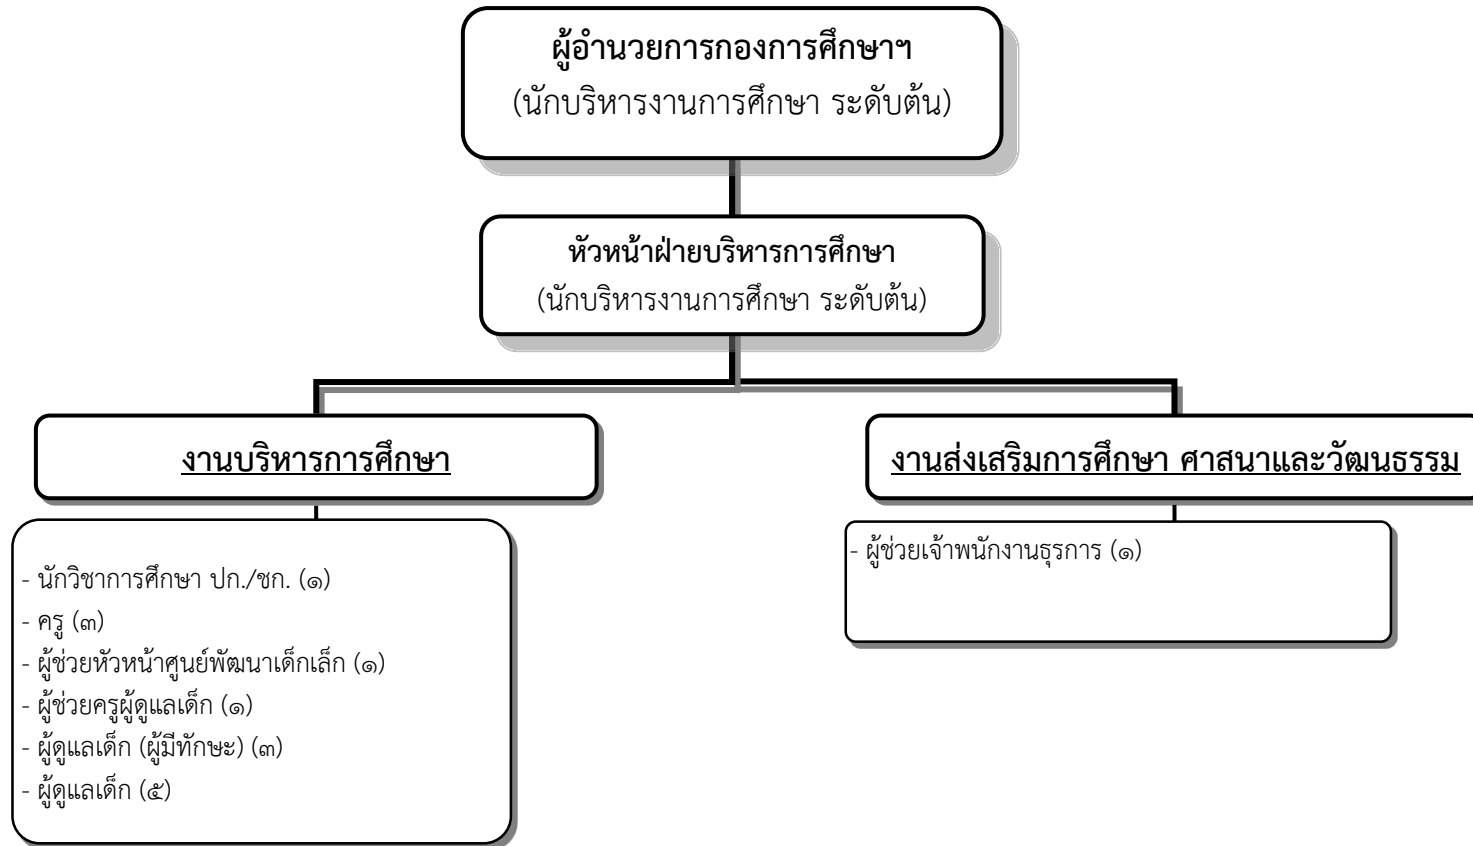 ผู้อำนวยการกองการศึกษาฯ
(นักบริหารงานการศึกษา ระดับต้น)
หัวหน้าฝ่ายบริหารการศึกษา
(นักบริหารงานการศึกษา ระดับต้น)
งานบริหารการศึกษา
- นักวิชาการศึกษา ปก./ชก. (๑)
- ครู (๓)
- ผู้ช่วยหัวหน้าศูนย์พัฒนาเด็กเล็ก (๑)
- ผู้ช่วยครูผู้ดูแลเด็ก (๑)
- ผู้ดูแลเด็ก (ผู้มีทักษะ) (๓)
- ผู้ดูแลเด็ก (๕)
งานส่งเสริมการศึกษา ศาสนาและวัฒนธรรม
- ผู้ช่วยเจ้าพนักงานธุรการ (๑)